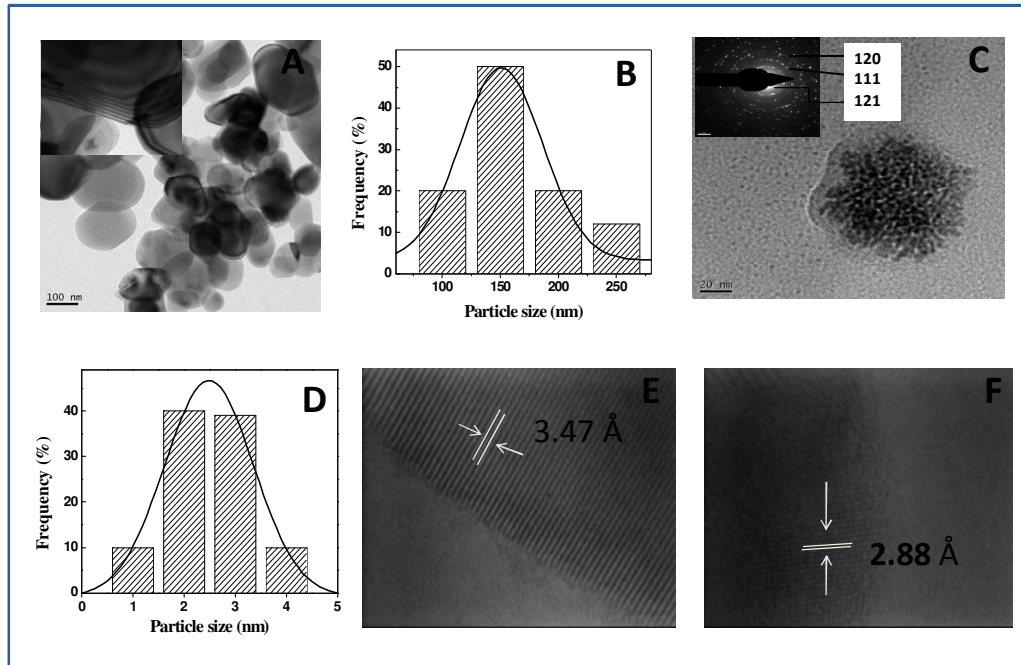 A
100 nm
B
50
40
30
20
10
0
100 150 200 250
Frequency (%)
Particle size (nm)
C
120
111
121
20 nm
D
40
30
20
10
0
0 1 2 3 4 5
Frequency (%)
Particle size (nm)
E
3.47 Å
F
2.88 Å